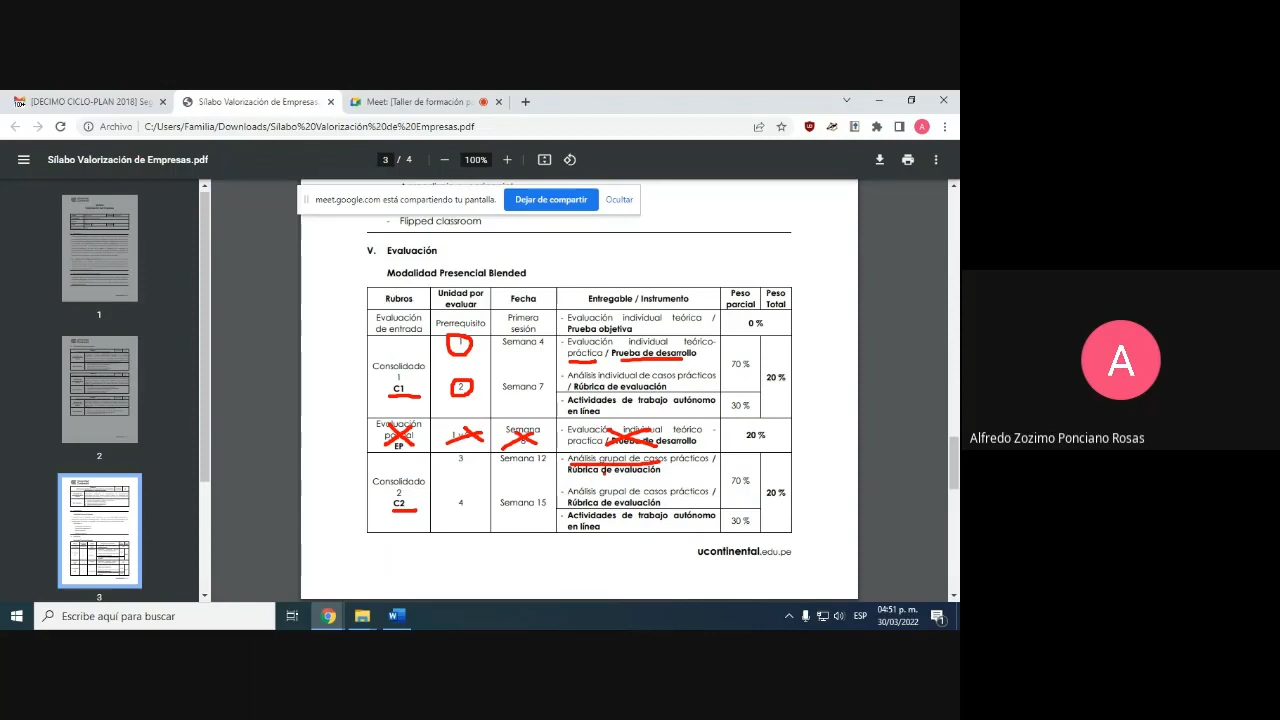 [DECIMO CICLO-PLAN 2018] Seg
Sílabo Valorización de Empresas.
Meet: [Taller de formación p
Archivo
C:/Users/Familia/Downloads/Sílabo%20Valorización%20de%20Empresas.pdf
A
Sílabo Valorización de Empresas.pdf
3 / 4
100%
meet.google.com está compartiendo tu pantalla.
Dejar de compartir
Ocultar
- Flipped classroom
V. Evaluación
Modalidad Presencial Blended
Rubros
Unidad por evaluar
Fecha
Entregable / Instrumento
Peso parcial
Peso Total
Evaluación de entrada
Prerrequisito
Primera sesión
- Evaluación individual teórica /
Prueba objetiva
0 %
Consolidado
1
C1
1
Semana 4
- Evaluación individual teórico-
práctica / Prueba de desarrollo
70 %
20 %
2
Semana 7
- Análisis individual de casos prácticos
/ Rúbrica de evaluación
- Actividades de trabajo autónomo
en línea
30 %
Evaluación
parcial
EP
1 y
Semana
8
- Evaluación individual teórico -
practica / Prueba de desarrollo
20 %
Consolidado
2
C2
3
Semana 12
- Análisis grupal de casos prácticos /
Rúbrica de evaluación
70 %
20 %
4
Semana 15
- Análisis grupal de casos prácticos /
Rúbrica de evaluación
- Actividades de trabajo autónomo
en línea
30 %
ucontinental.edu.pe
1
2
3
Escribe aquí para buscar
ESP
04:51 p. m.
30/03/2022
1
A
Alfredo Zozimo Ponciano Rosas